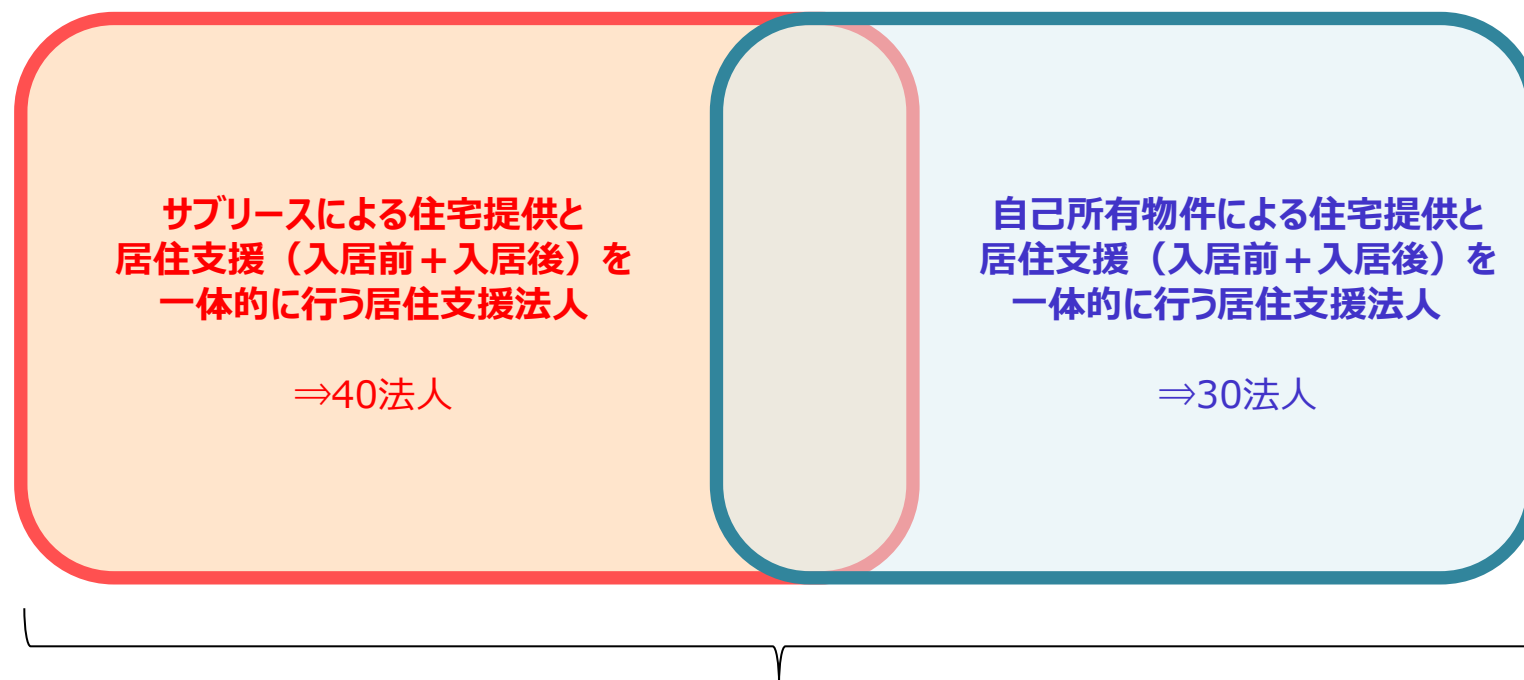 サブリースによる住宅提供と
居住支援（入居前＋入居後）を
一体的に行う居住支援法人
⇒40法人
自己所有物件による住宅提供と
居住支援（入居前＋入居後）を
一体的に行う居住支援法人
⇒30法人